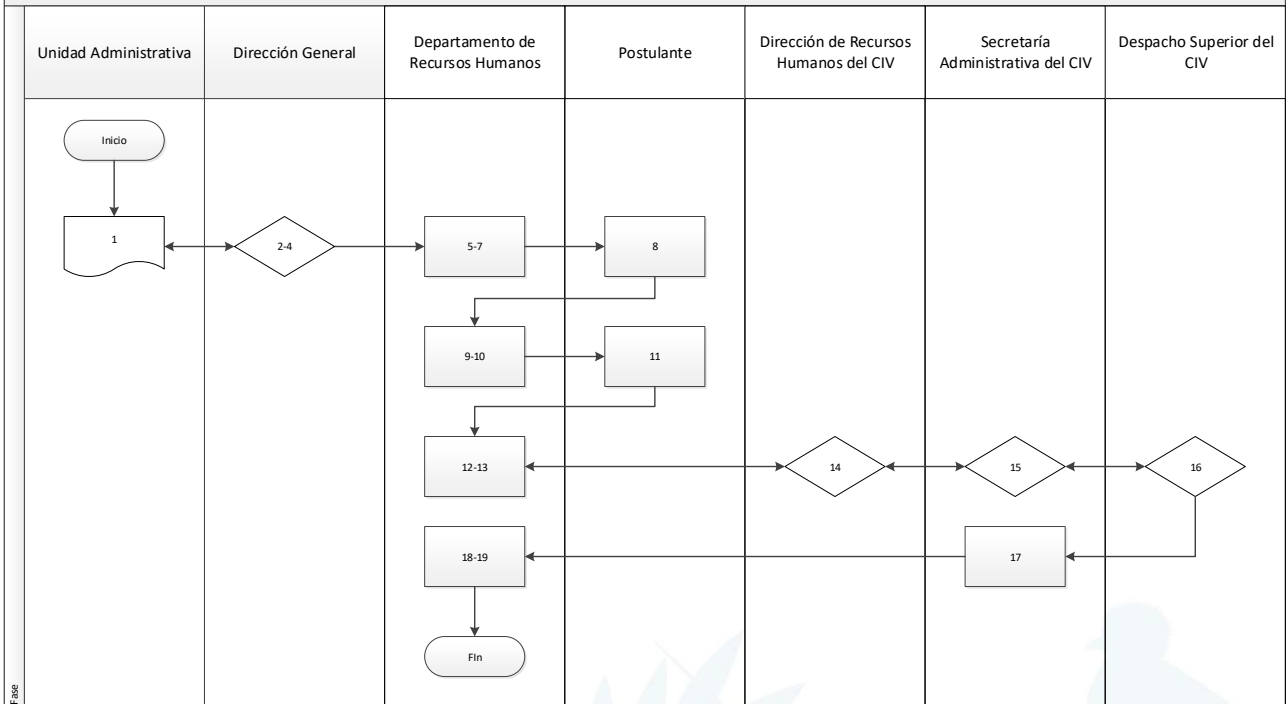 Unidad Administrativa
Dirección General
Departamento de
Recursos Humanos
Postulante
Dirección de Recursos
Humanos del CIV
Secretaría
Administrativa del CIV
Despacho Superior del
CIV
Inicio
1
2-4
5-7
8
9-10
11
12-13
14
15
16
18-19
17
FIn
Fase